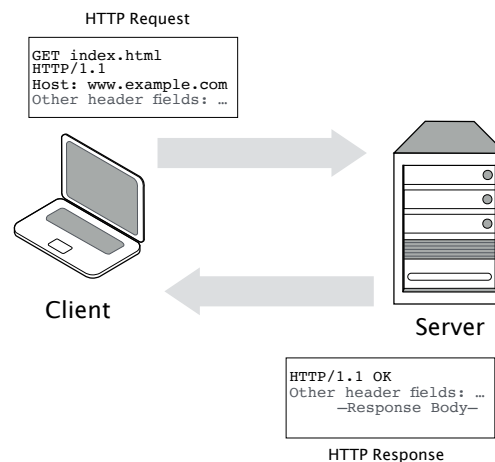 HTTP Request
GET index.html
HTTP/1.1
Host: www.example.com
Other header fields: …
Client
Server
HTTP/1.1 OK
Other header fields: …
—Response Body—
HTTP Response